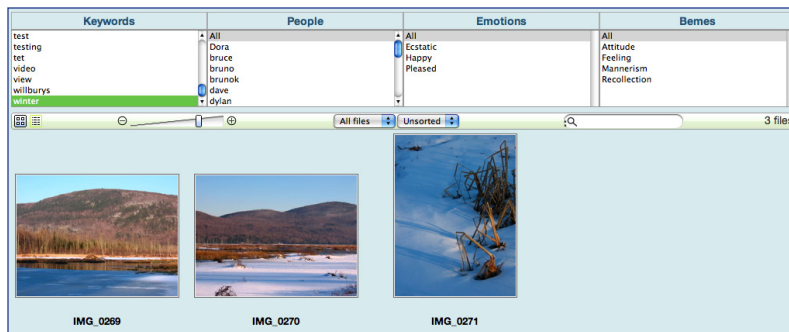 Keywords
People
Emotions
Bemes
test
testing
tet
video
view
willburys
winter
All
Dora
bruce
bruno
brunok
dave
dylan
All
Ecstatic
Happy
Pleased
All
Attitude
Feeling
Mannerism
Recollection
All files
Unsorted
3 files
IMG_0269
IMG_0270
IMG_0271